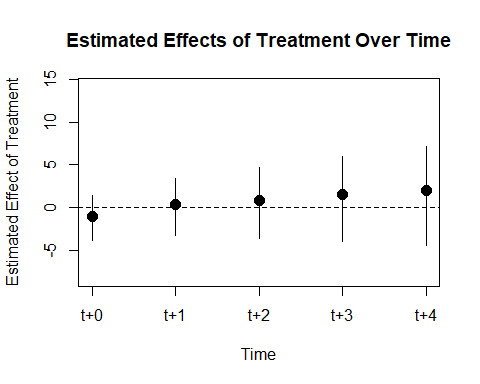 Estimated Effects of Treatment Over Time
Estimated Effect of Treatment
15
10
5
0
-5
t+0 t+1 t+2 t+3 t+4
Time